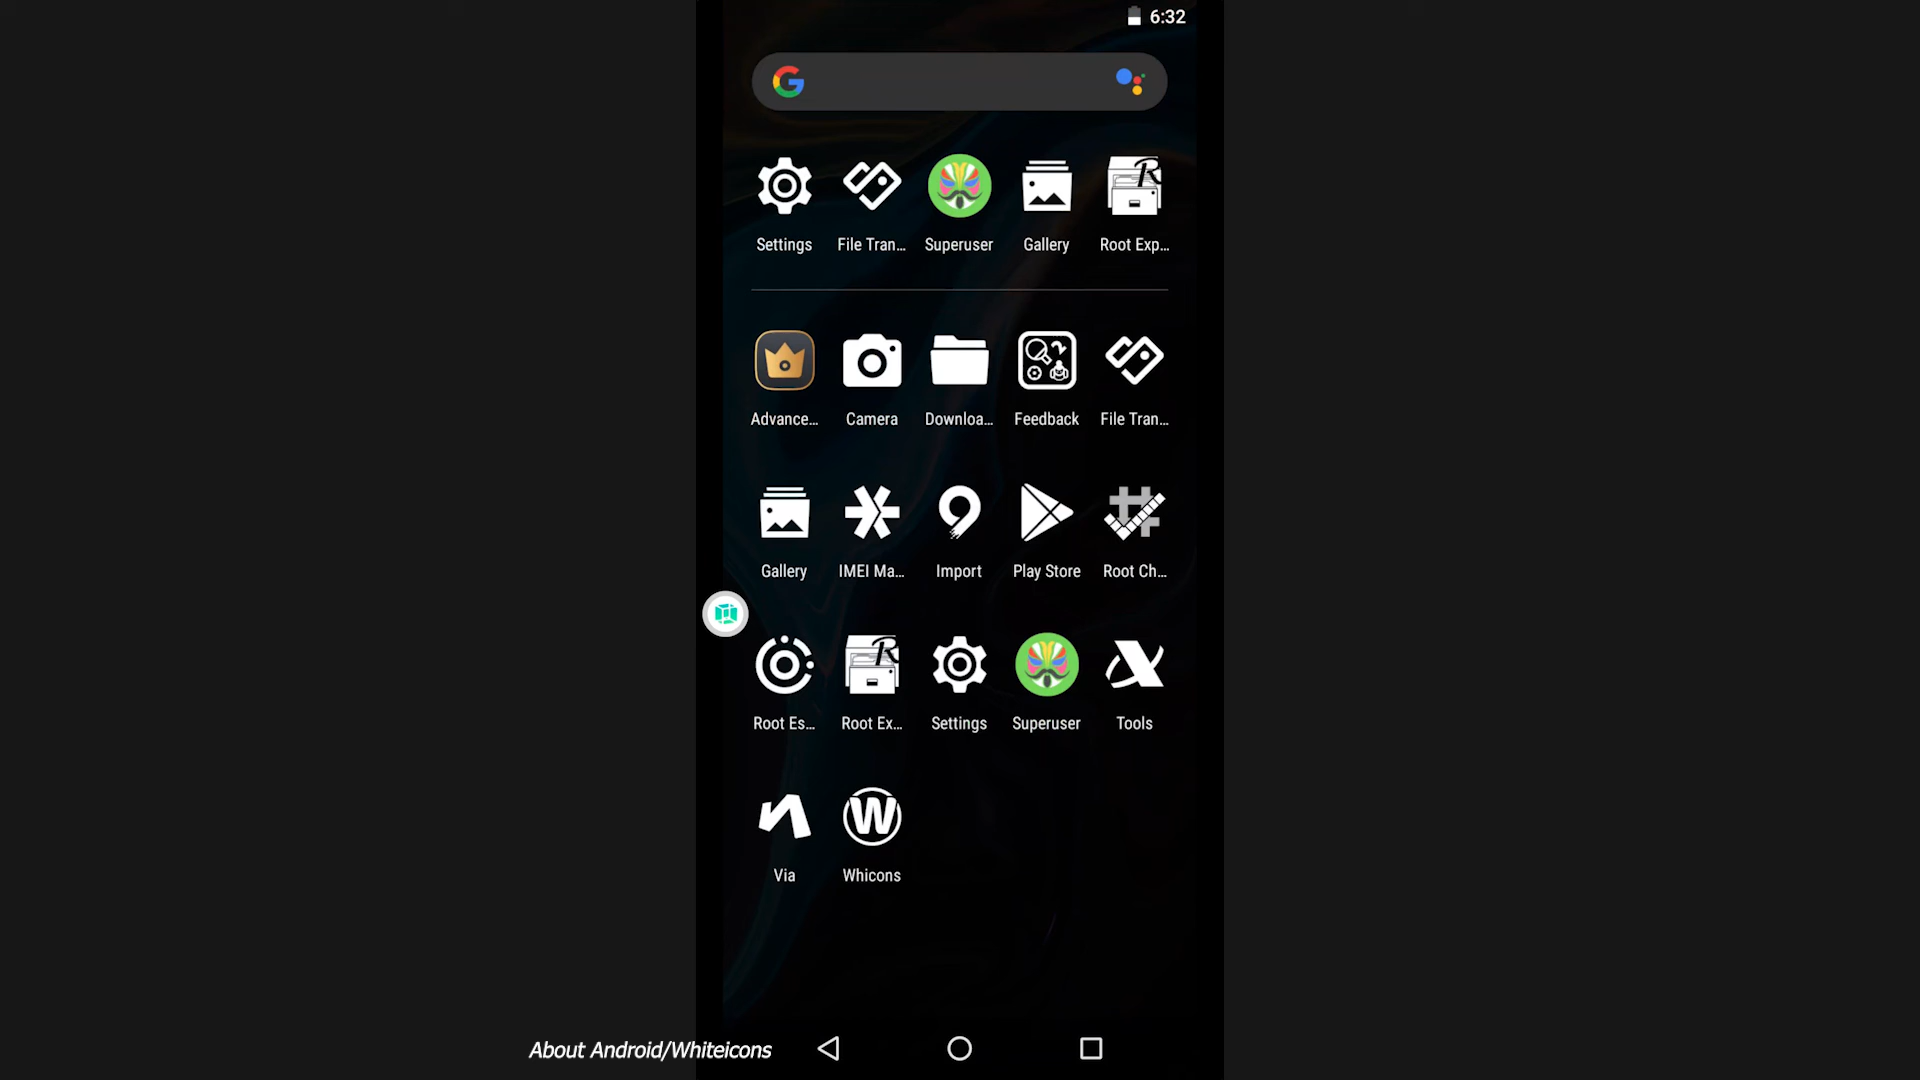 6:32
Settings File Tran... Superuser Gallery Root Exp...
Advance... Camera Downloa... Feedback File Tran...
Gallery IMEI Ma... Import Play Store Root Ch...
Root Es... Root Ex... Settings Superuser Tools
Via Whicons
About Android/Whiteicons